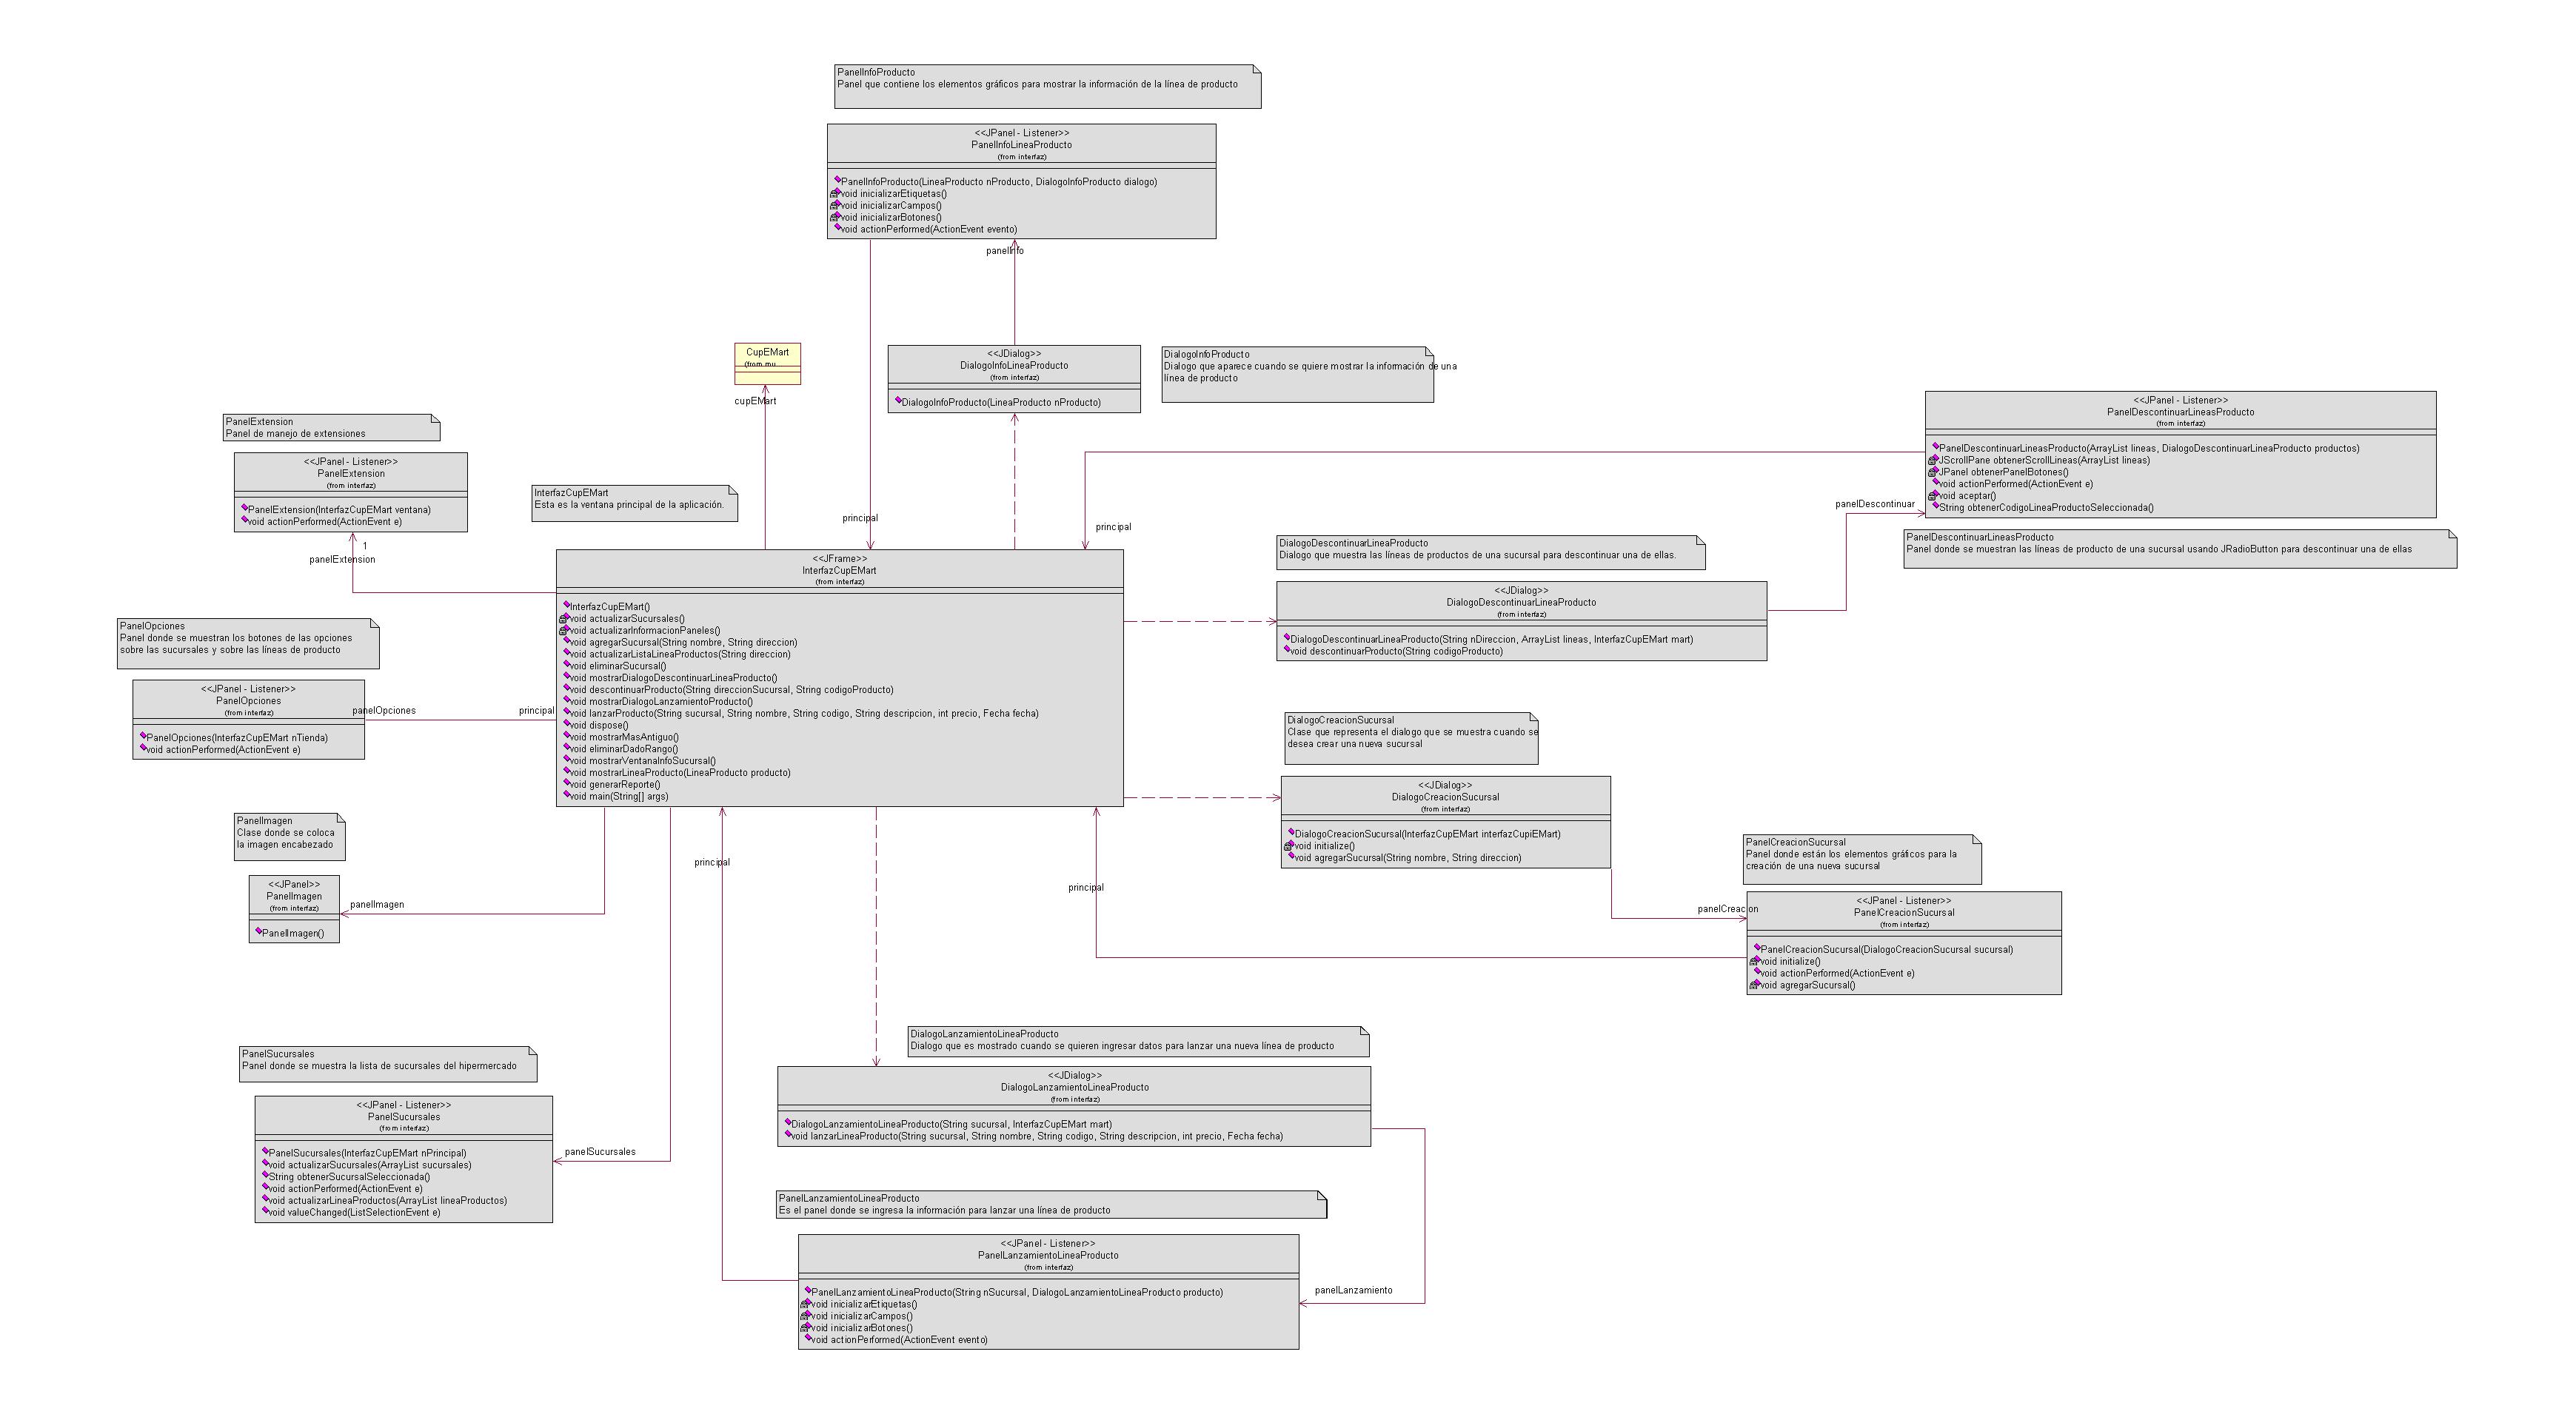 PanelInfoProducto
Panel que contiene los elementos gráficos para mostrar la información de la línea de producto
<<JPanel - Listener>>
PanelInfoLineaProducto
(from interfaz)
PanelInfoProducto(LineaProducto nProducto, DialogoInfoProducto dialogo)
void inicializarEtiquetas()
void inicializarCampos()
void inicializarBotones()
void actionPerformed(ActionEvent evento)
panelInfo
CupEMart
(from mu
cupEMart
<<JDialog>>
DialogoInfoLineaProducto
(from interfaz)
DialogoInfoProducto(LineaProducto nProducto)
DialogoInfoProducto
Dialogo que aparece cuando se quiere mostrar la información de una
línea de producto
<<JPanel - Listener>>
PanelDescontinuarLineasProducto
(from interfaz)
PanelDescontinuarLineasProducto(ArrayList lineas, DialogoDescontinuarLineaProducto productos)
JScrollPane obtenerScrollLineas(ArrayList lineas)
JPanel obtenerPanelBotones()
void actionPerformed(ActionEvent e)
void aceptar()
String obtenerCodigoLineaProductoSeleccionada()
panelDescontinuar
PanelDescontinuarLineasProducto
Panel donde se muestran las líneas de producto de una sucursal usando JRadioButton para descontinuar una de ellas
PanelExtension
Panel de manejo de extensiones
<<JPanel - Listener>>
PanelExtension
(from interfaz)
PanelExtension(InterfazCupEMart ventana)
void actionPerformed(ActionEvent e)
1
panelExtension
InterfazCupEMart
Esta es la ventana principal de la aplicación.
principal
principal
<<JFrame>>
InterfazCupEMart
(from interfaz)
InterfazCupEMart()
void actualizarSucursales()
void actualizarInformacionPaneles()
void agregarSucursal(String nombre, String direccion)
void actualizarListaLineaProductos(String direccion)
void eliminarSucursal()
void mostrarDialogoDescontinuarLineaProducto()
void descontinuarProducto(String direccionSucursal, String codigoProducto)
void mostrarDialogoLanzamientoProducto()
void lanzarProducto(String sucursal, String nombre, String codigo, String descripcion, int precio, Fecha fecha)
void dispose()
void mostrarMasAntiguo()
void eliminarDadoRango()
void mostrarVentanaInfoSucursal()
void mostrarLineaProducto(LineaProducto producto)
void generarReporte()
void main(String[] args)
DialogoDescontinuarLineaProducto
Dialogo que muestra las líneas de productos de una sucursal para descontinuar una de ellas.
<<JDialog>>
DialogoDescontinuarLineaProducto
(from interfaz)
DialogoDescontinuarLineaProducto(String nDireccion, ArrayList lineas, InterfazCupEMart mart)
void descontinuarProducto(String codigoProducto)
PanelOpciones
Panel donde se muestran los botones de las opciones
sobre las sucursales y sobre las líneas de producto
<<JPanel - Listener>>
PanelOpciones
(from interfaz)
PanelOpciones(InterfazCupEMart nTienda)
void actionPerformed(ActionEvent e)
panelOpciones
principal
DialogoCreacionSucursal
Clase que representa el dialogo que se muestra cuando se
desea crear una nueva sucursal
<<JDialog>>
DialogoCreacionSucursal
(from interfaz)
DialogoCreacionSucursal(InterfazCupEMart interfazCupiEMart)
void initialize()
void agregarSucursal(String nombre, String direccion)
PanelImagen
Clase donde se coloca
la imagen encabezado
<<JPanel>>
PanelImagen
(from interfaz)
PanelImagen()
panelImagen
principal
principal
PanelCreacionSucursal
Panel donde están los elementos gráficos para la
creación de una nueva sucursal
panelCreacion
<<JPanel - Listener>>
PanelCreacionSucursal
(from interfaz)
PanelCreacionSucursal(DialogoCreacionSucursal sucursal)
void initialize()
void actionPerformed(ActionEvent e)
void agregarSucursal()
PanelSucursales
Panel donde se muestra la lista de sucursales del hipermercado
<<JPanel - Listener>>
PanelSucursales
(from interfaz)
PanelSucursales(InterfazCupEMart nPrincipal)
void actualizarSucursales(ArrayList sucursales)
String obtenerSucursalSeleccionada()
void actionPerformed(ActionEvent e)
void actualizarLineaProductos(ArrayList lineaProductos)
void valueChanged(ListSelectionEvent e)
panelSucursales
DialogoLanzamientoLineaProducto
Dialogo que es mostrado cuando se quieren ingresar datos para lanzar una nueva línea de producto
<<JDialog>>
DialogoLanzamientoLineaProducto
(from interfaz)
DialogoLanzamientoLineaProducto(String sucursal, InterfazCupEMart mart)
void lanzarLineaProducto(String sucursal, String nombre, String codigo, String descripcion, int precio, Fecha fecha)
PanelLanzamientoLineaProducto
Es el panel donde se ingresa la información para lanzar una línea de producto
<<JPanel - Listener>>
PanelLanzamientoLineaProducto
(from interfaz)
PanelLanzamientoLineaProducto(String nSucursal, DialogoLanzamientoLineaProducto producto)
void inicializarEtiquetas()
void inicializarCampos()
void inicializarBotones()
void actionPerformed(ActionEvent evento)
panelLanzamiento